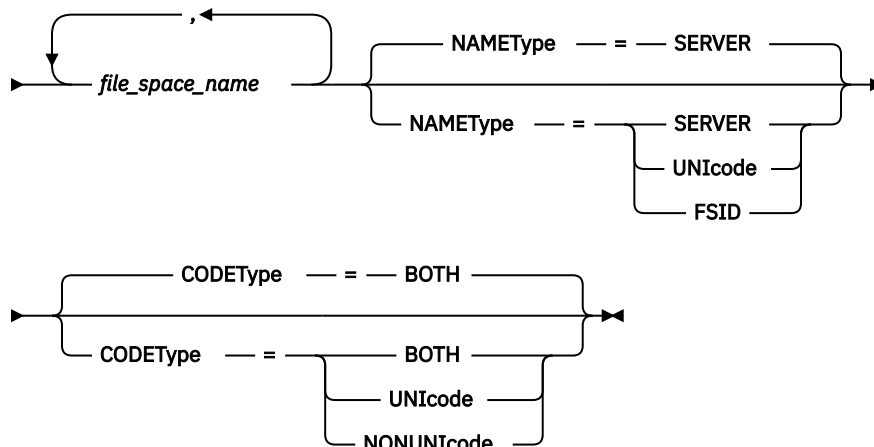 ,
NAMEType = SERVER
file_space_name
NAMEType = SERVER
UNIcode
FSID
CODEType = BOTH
CODEType = BOTH
UNIcode
NONUNIcode